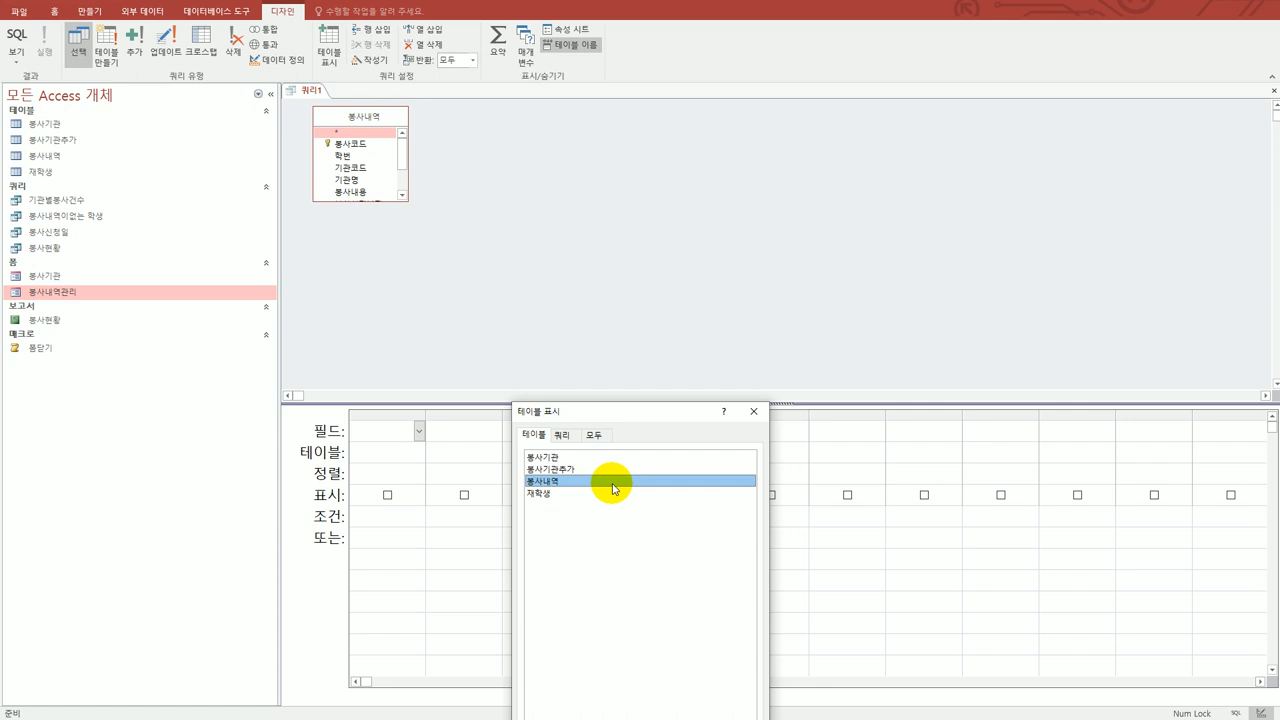 파일 홈 만들기 외부 데이터 데이터베이스 도구 디자인 수행할 작업을 알려 주세요.
SQL 보기
실행
결과
선택
테이블 만들기
추가
업데이트
크로스탭
삭제
통합
통과
데이터 정의
쿼리 유형
테이블 표시
행 삽입
행 삭제
작성기
열 삽입
열 삭제
반환: 모두
쿼리 설정
요약
매개 변수
속성 시트
테이블 이름
표시/숨기기
모든 Access 개체
테이블
봉사기관
봉사기관추가
봉사내역
재학생
쿼리
기관별봉사건수
봉사내역이없는 학생
봉사신청일
봉사현황
폼
봉사기관
봉사내역관리
보고서
봉사현황
매크로
폼닫기
쿼리1
봉사내역
*
봉사코드
학번
기관코드
기관명
봉사내용
필드:
테이블:
정렬:
표시:
조건:
또는:
테이블 표시 ?
테이블 쿼리 모두
봉사기관
봉사기관추가
봉사내역
재학생
준비
Num Lock SQL